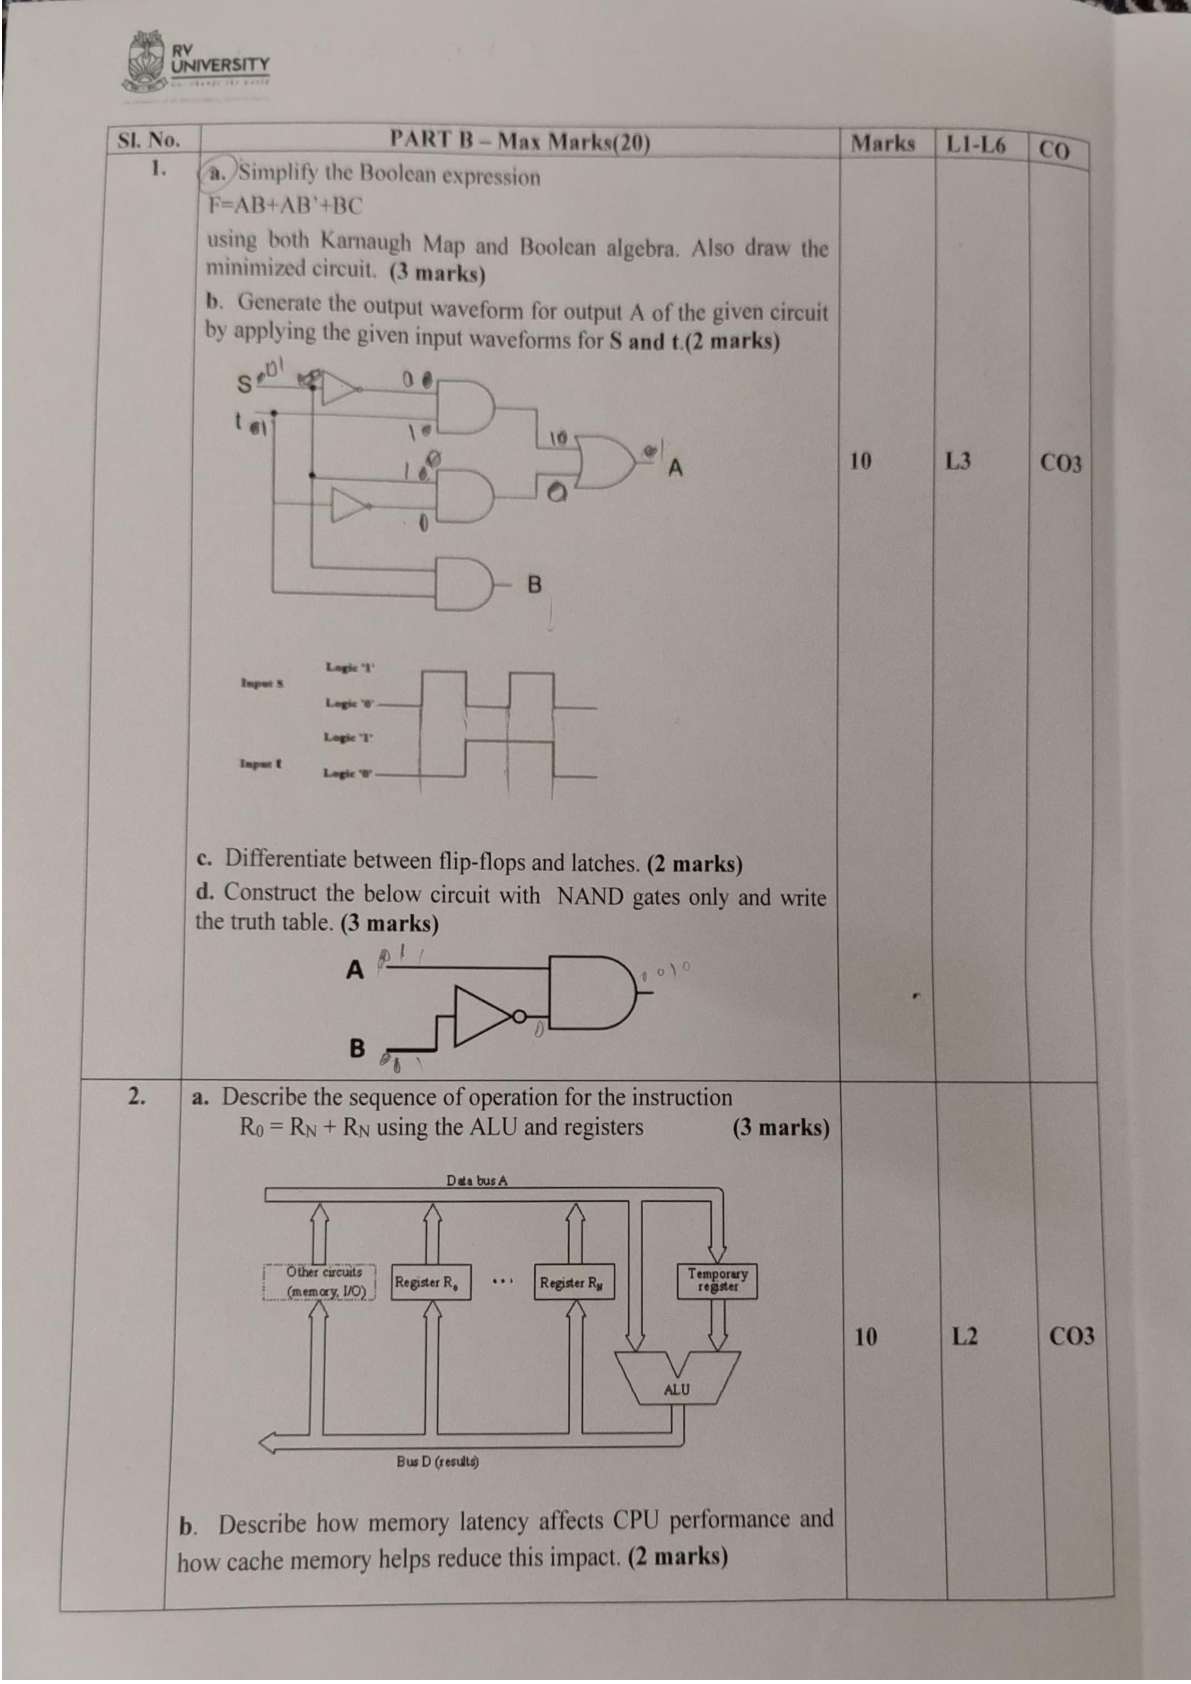 RV
UNIVERSITY
Sl. No.
PART B – Max Marks(20)
Marks
L1-L6
CO
1.
a. Simplify the Boolean expression
F=AB+AB'+BC
using both Karnaugh Map and Boolean algebra. Also draw the
minimized circuit. (3 marks)
b. Generate the output waveform for output A of the given circuit
by applying the given input waveforms for S and t.(2 marks)
S
t
A
B
10
L3
CO3
Logic '1'
Input S
Logic '0'
Logic '1'
Input t
Logic '0'
c. Differentiate between flip-flops and latches. (2 marks)
d. Construct the below circuit with NAND gates only and write
the truth table. (3 marks)
A
B
2.
a. Describe the sequence of operation for the instruction
R0 = RN + RN using the ALU and registers (3 marks)
Data bus A
Other circuits
(memory, I/O)
Register R0
...
Register RN
Temporary
register
ALU
Bus D (results)
10
L2
CO3
b. Describe how memory latency affects CPU performance and
how cache memory helps reduce this impact. (2 marks)